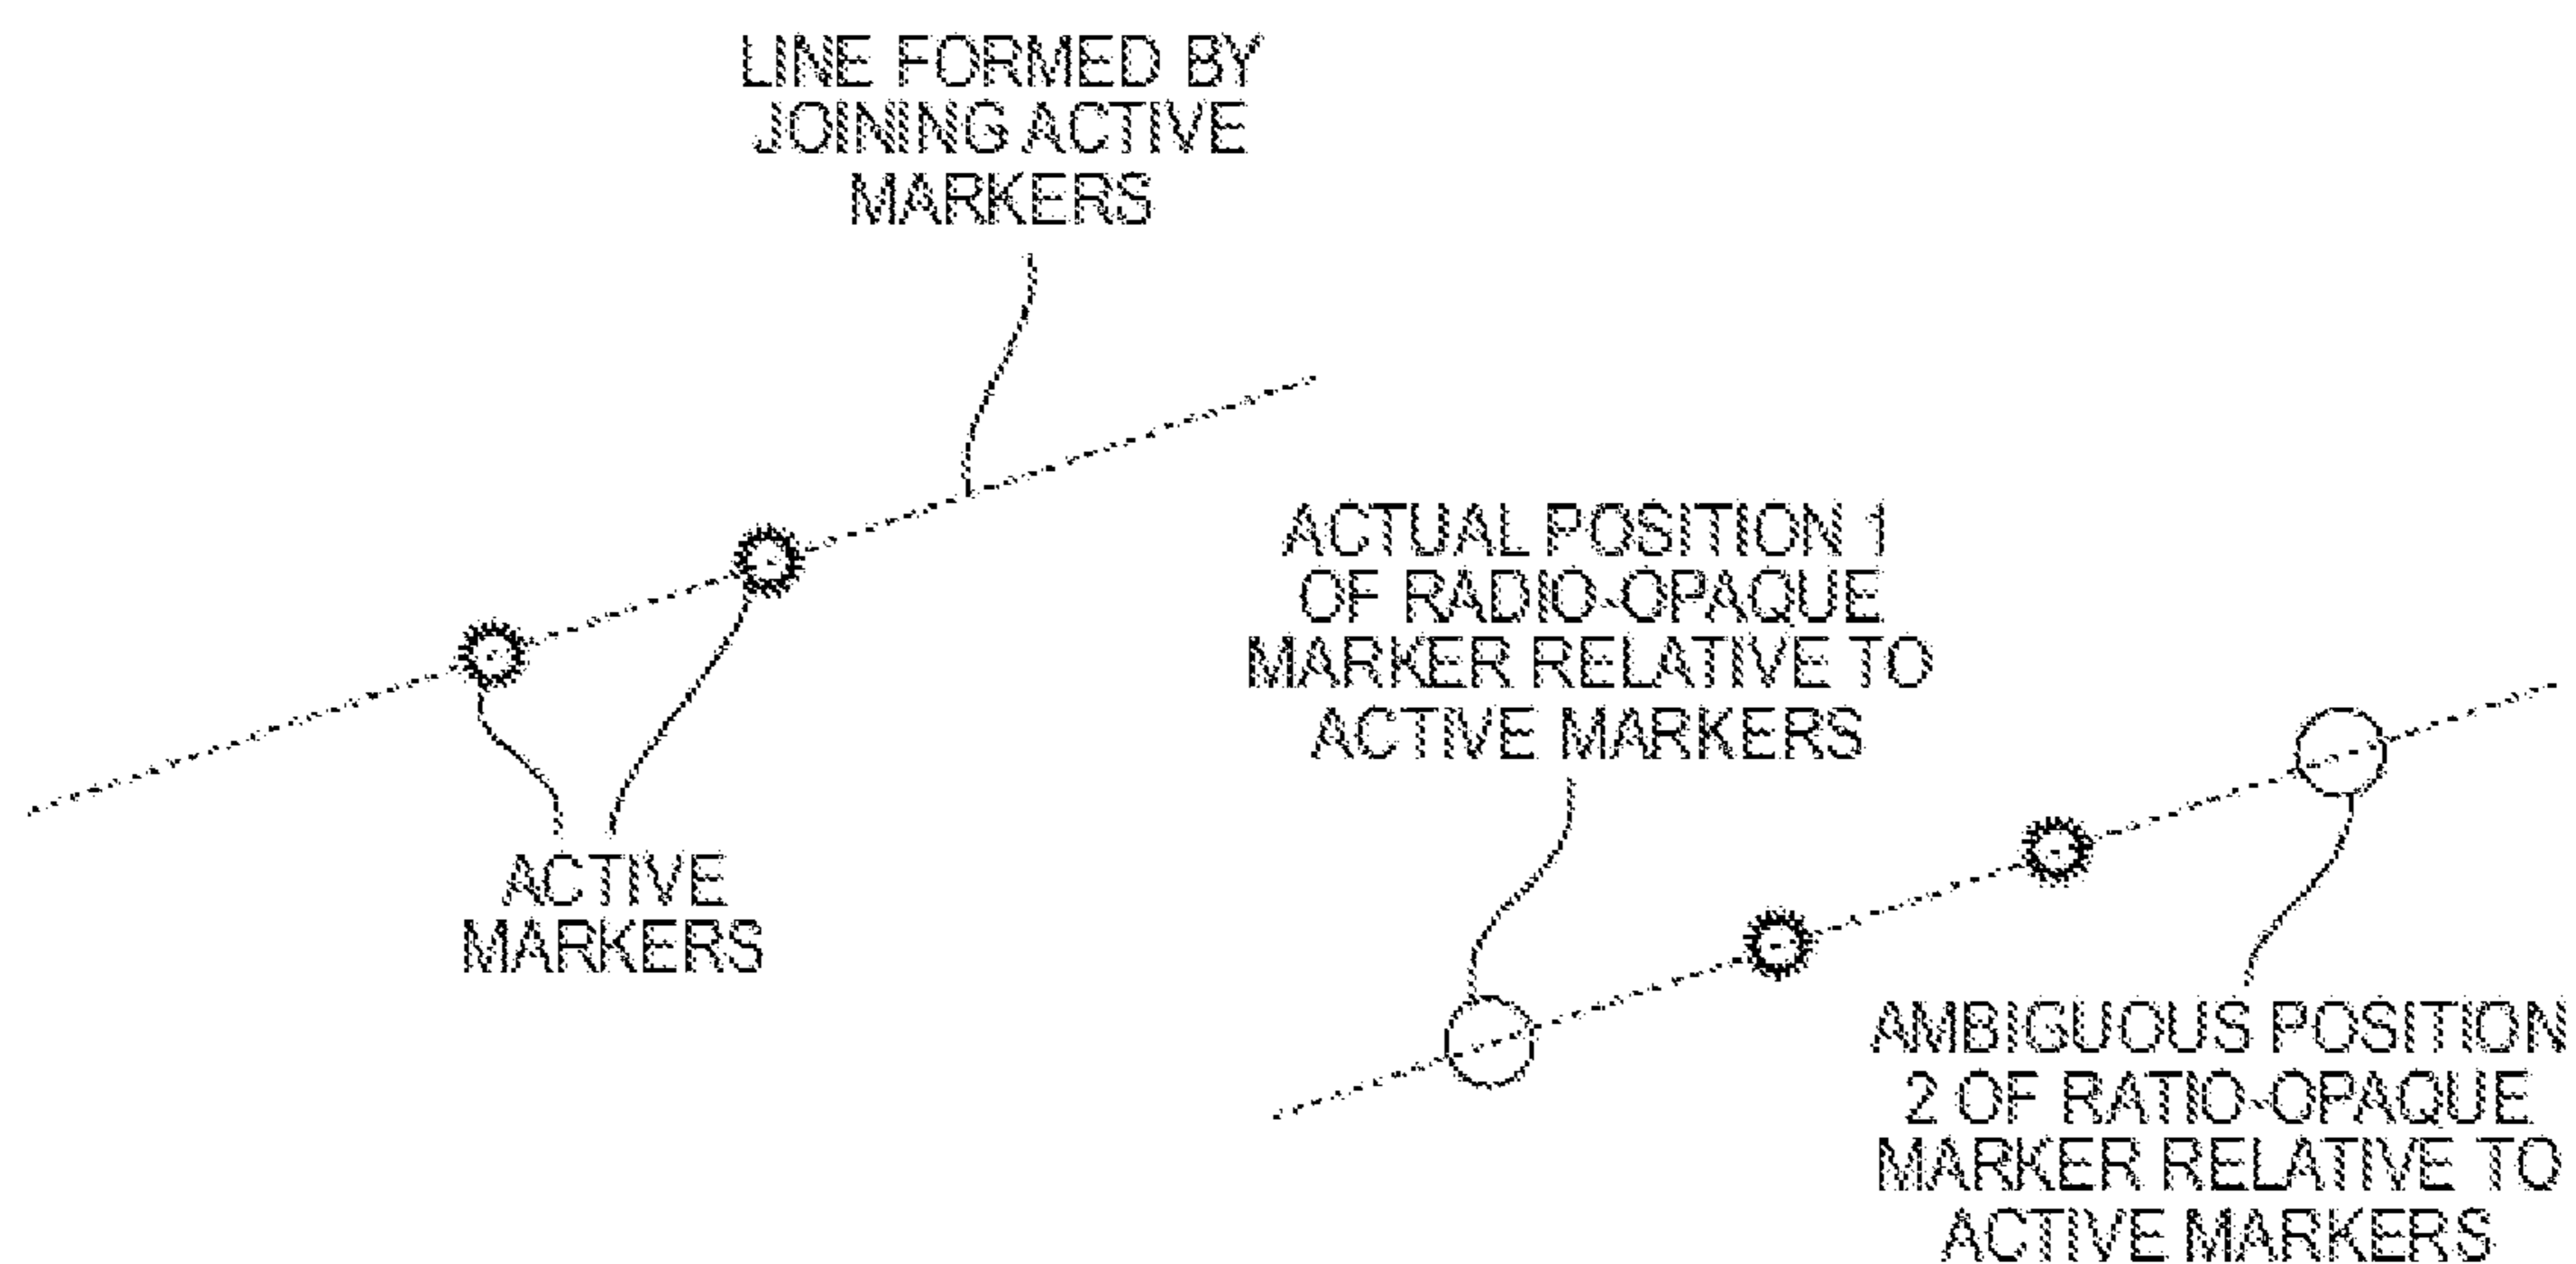 LINE FORMED BY
JOINING ACTIVE
MARKERS
ACTIVE
MARKERS
ACTUAL POSITION 1
OF RADIO-OPAQUE
MARKER RELATIVE TO
ACTIVE MARKERS
AMBIGUOUS POSITION
2 OF RATIO-OPAQUE
MARKER RELATIVE TO
ACTIVE MARKERS